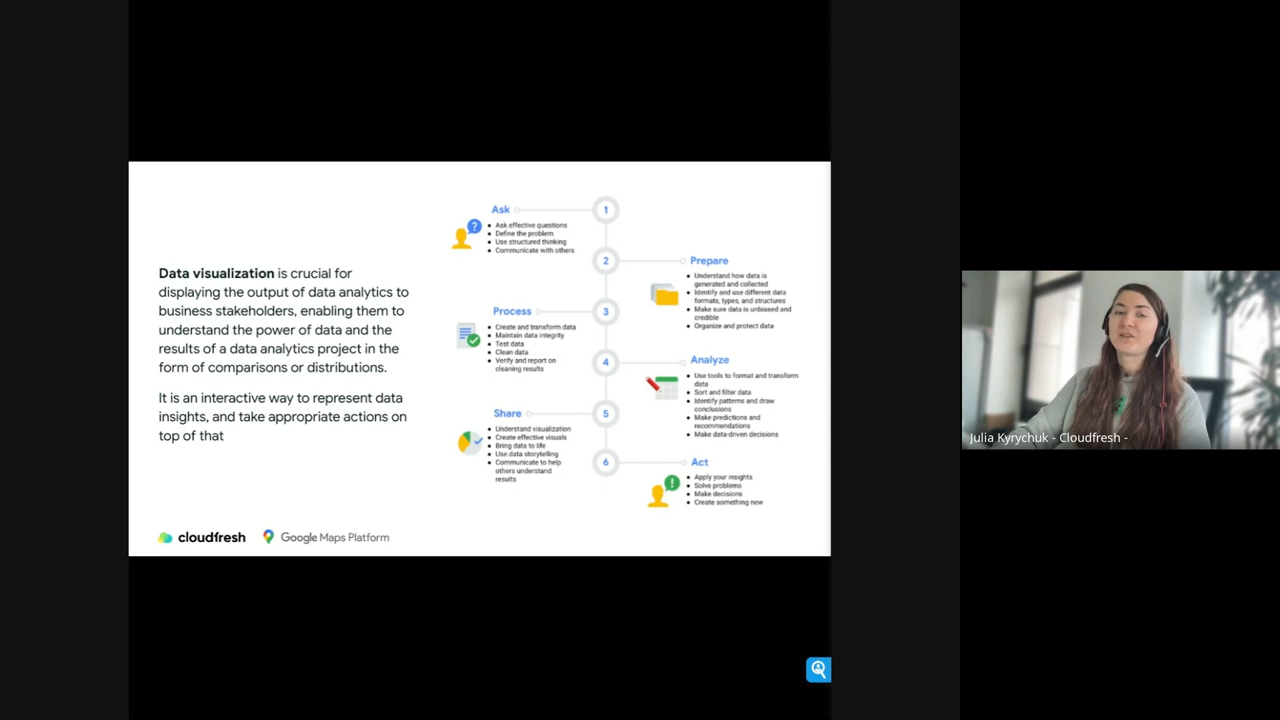 Data visualization is crucial for
displaying the output of data analytics to
business stakeholders, enabling them to
understand the power of data and the
results of a data analytics project in the
form of comparisons or distributions.
It is an interactive way to represent data
insights, and take appropriate actions on
top of that
Ask
1
?
Ask effective questions
Define the problem
Use structured thinking
Communicate with others
2
Prepare
Understand how data is
generated and collected
Identify and use different data
formats, types, and structures
Make sure data is unbiased and
credible
Organize and protect data
Process
3
Create and transform data
Maintain data integrity
Test data
Clean data
Verify and report on
cleaning results
4
Analyze
Use tools to format and transform
data
Sort and filter data
Identify patterns and draw
conclusions
Make predictions and
recommendations
Make data-driven decisions
Share
5
Understand visualization
Create effective visuals
Bring data to life
Use data storytelling
Communicate to help
others understand
results
6
Act
!
Apply your insights
Solve problems
Make decisions
Create something new
cloudfresh
Google Maps Platform
Julia Kyrychuk - Cloudfresh -